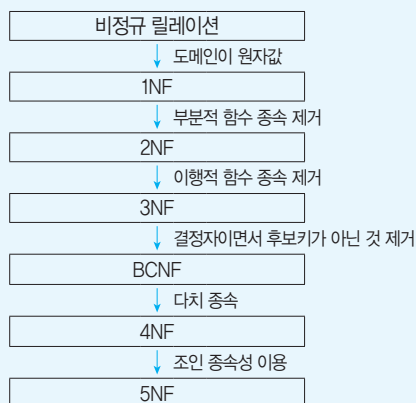 비정규 릴레이션
도메인이 원자값
1NF
부분적 함수 종속 제거
2NF
이행적 함수 종속 제거
3NF
결정자이면서 후보키가 아닌 것 제거
BCNF
다치 종속
4NF
조인 종속성 이용
5NF